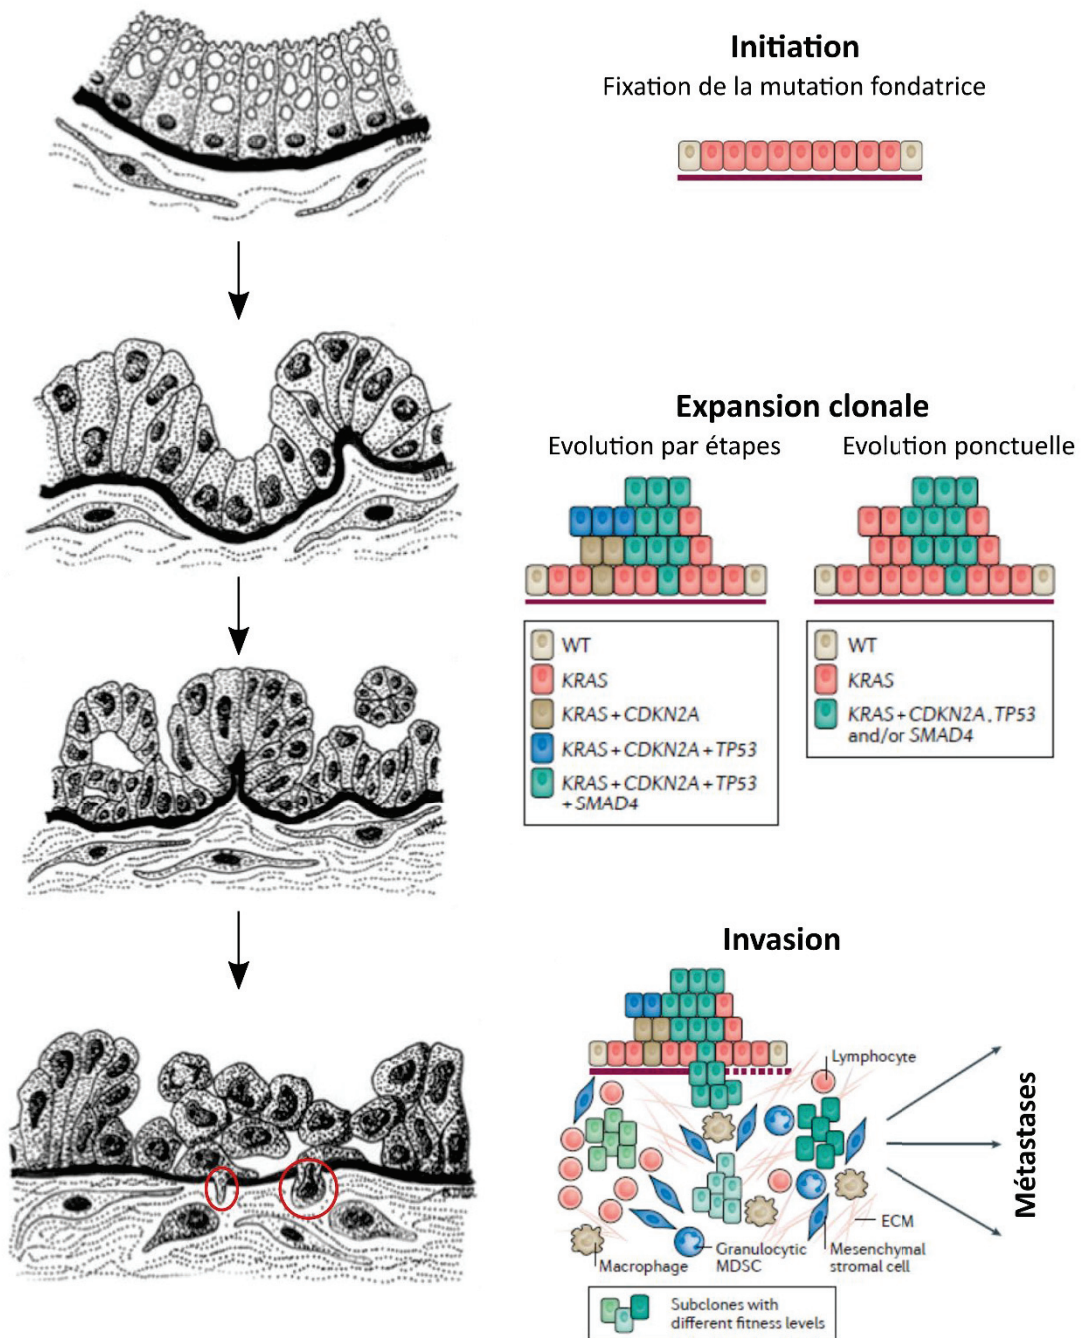 Initiation
Fixation de la mutation fondatrice
Expansion clonale
Evolution par étapes
Evolution ponctuelle
WT
KRAS
KRAS + CDKN2A
KRAS + CDKN2A + TP53
KRAS + CDKN2A + TP53
+ SMAD4
WT
KRAS
KRAS + CDKN2A, TP53
and/or SMAD4
Invasion
Lymphocyte
Métastases
ECM
Macrophage
Granulocytic
MDSC
Mesenchymal
stromal cell
Subclones with
different fitness levels